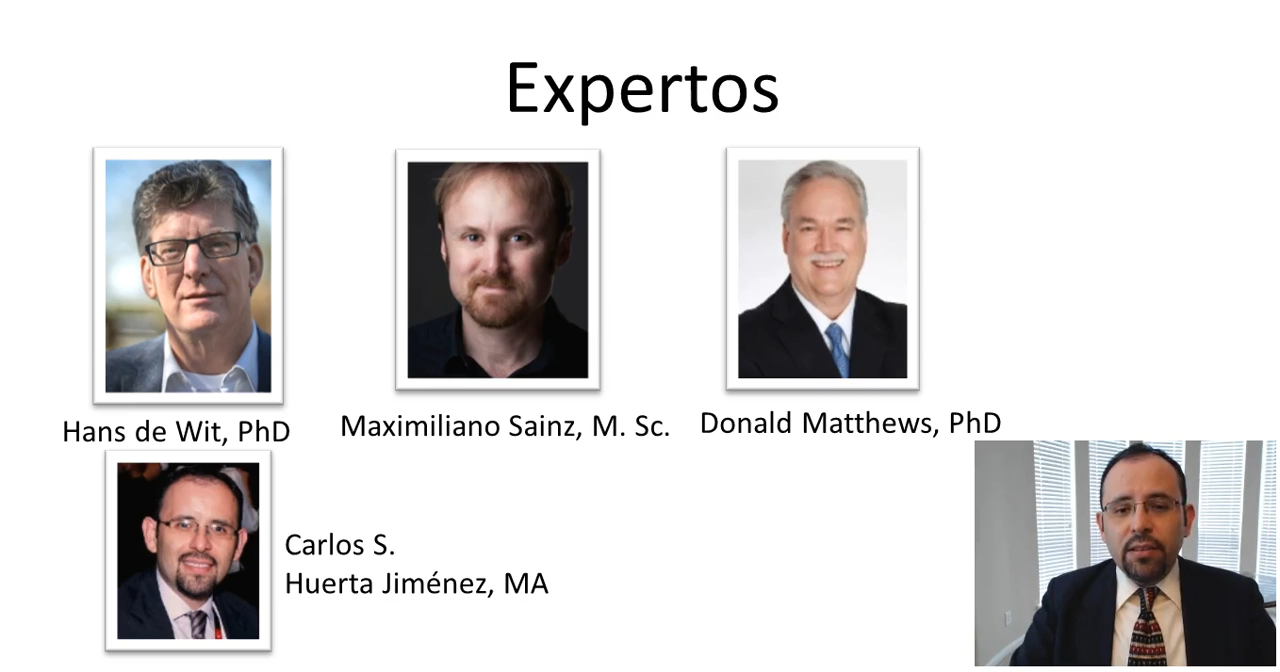 Expertos
Hans de Wit, PhD
Maximiliano Sainz, M. Sc.
Donald Matthews, PhD
Carlos S.
Huerta Jiménez, MA